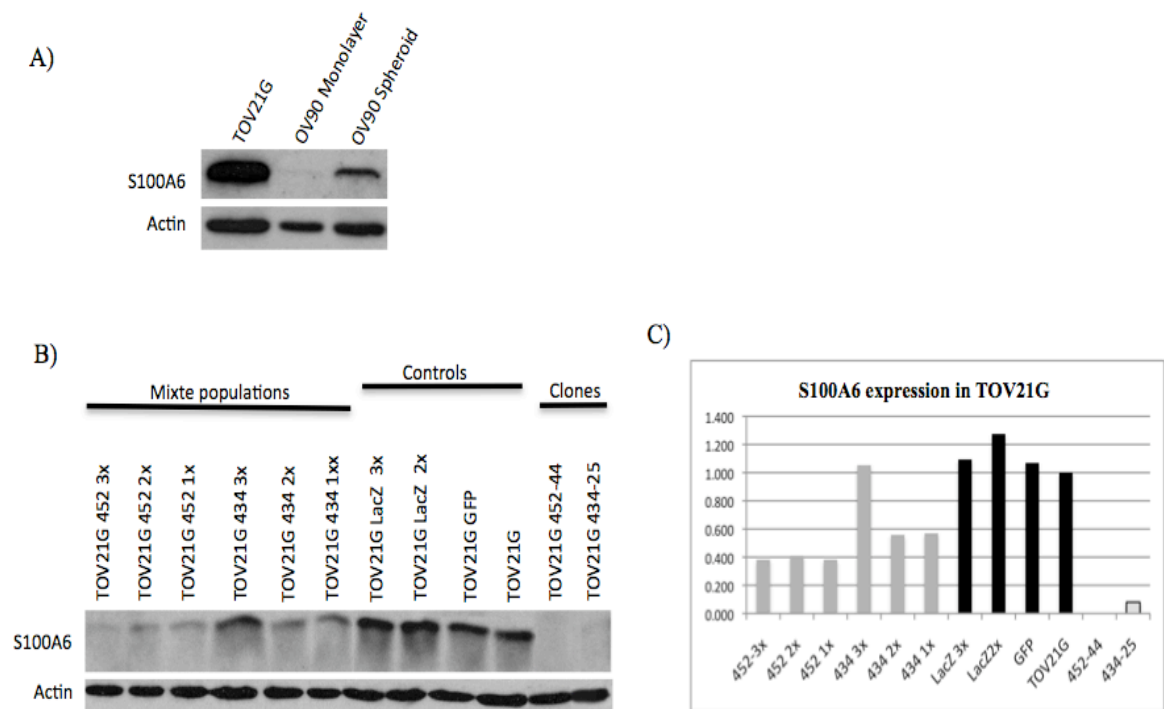 A)
TOV21G
OV90 Monolayer
OV90 Spheroid
S100A6
Actin
B)
Mixte populations
Controls
Clones
TOV21G 452 3x
TOV21G 452 2x
TOV21G 452 1x
TOV21G 434 3x
TOV21G 434 2x
TOV21G 434 1xx
TOV21G LacZ 3x
TOV21G LacZ 2x
TOV21G GFP
TOV21G
TOV21G 452-44
TOV21G 434-25
S100A6
Actin
C)
S100A6 expression in TOV21G
1.400
1.200
1.000
0.800
0.600
0.400
0.200
0.000
452-3x
452 2x
452 1x
434 3x
434 2x
434 1x
LacZ 3x
LacZ2x
GFP
TOV21G
452-44
434-25